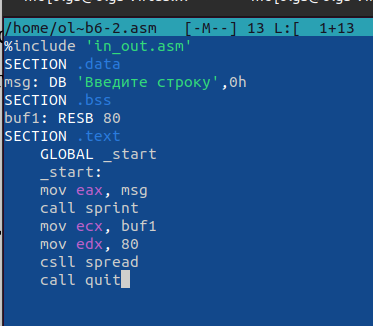 /home/ol~b6-2.asm [-M--] 13 L:[ 1+13
%include 'in_out.asm'
SECTION .data
msg: DB 'Введите строку',0h
SECTION .bss
buf1: RESB 80
SECTION .text
GLOBAL _start
_start:
mov eax, msg
call sprint
mov ecx, buf1
mov edx, 80
csll spread
call quit